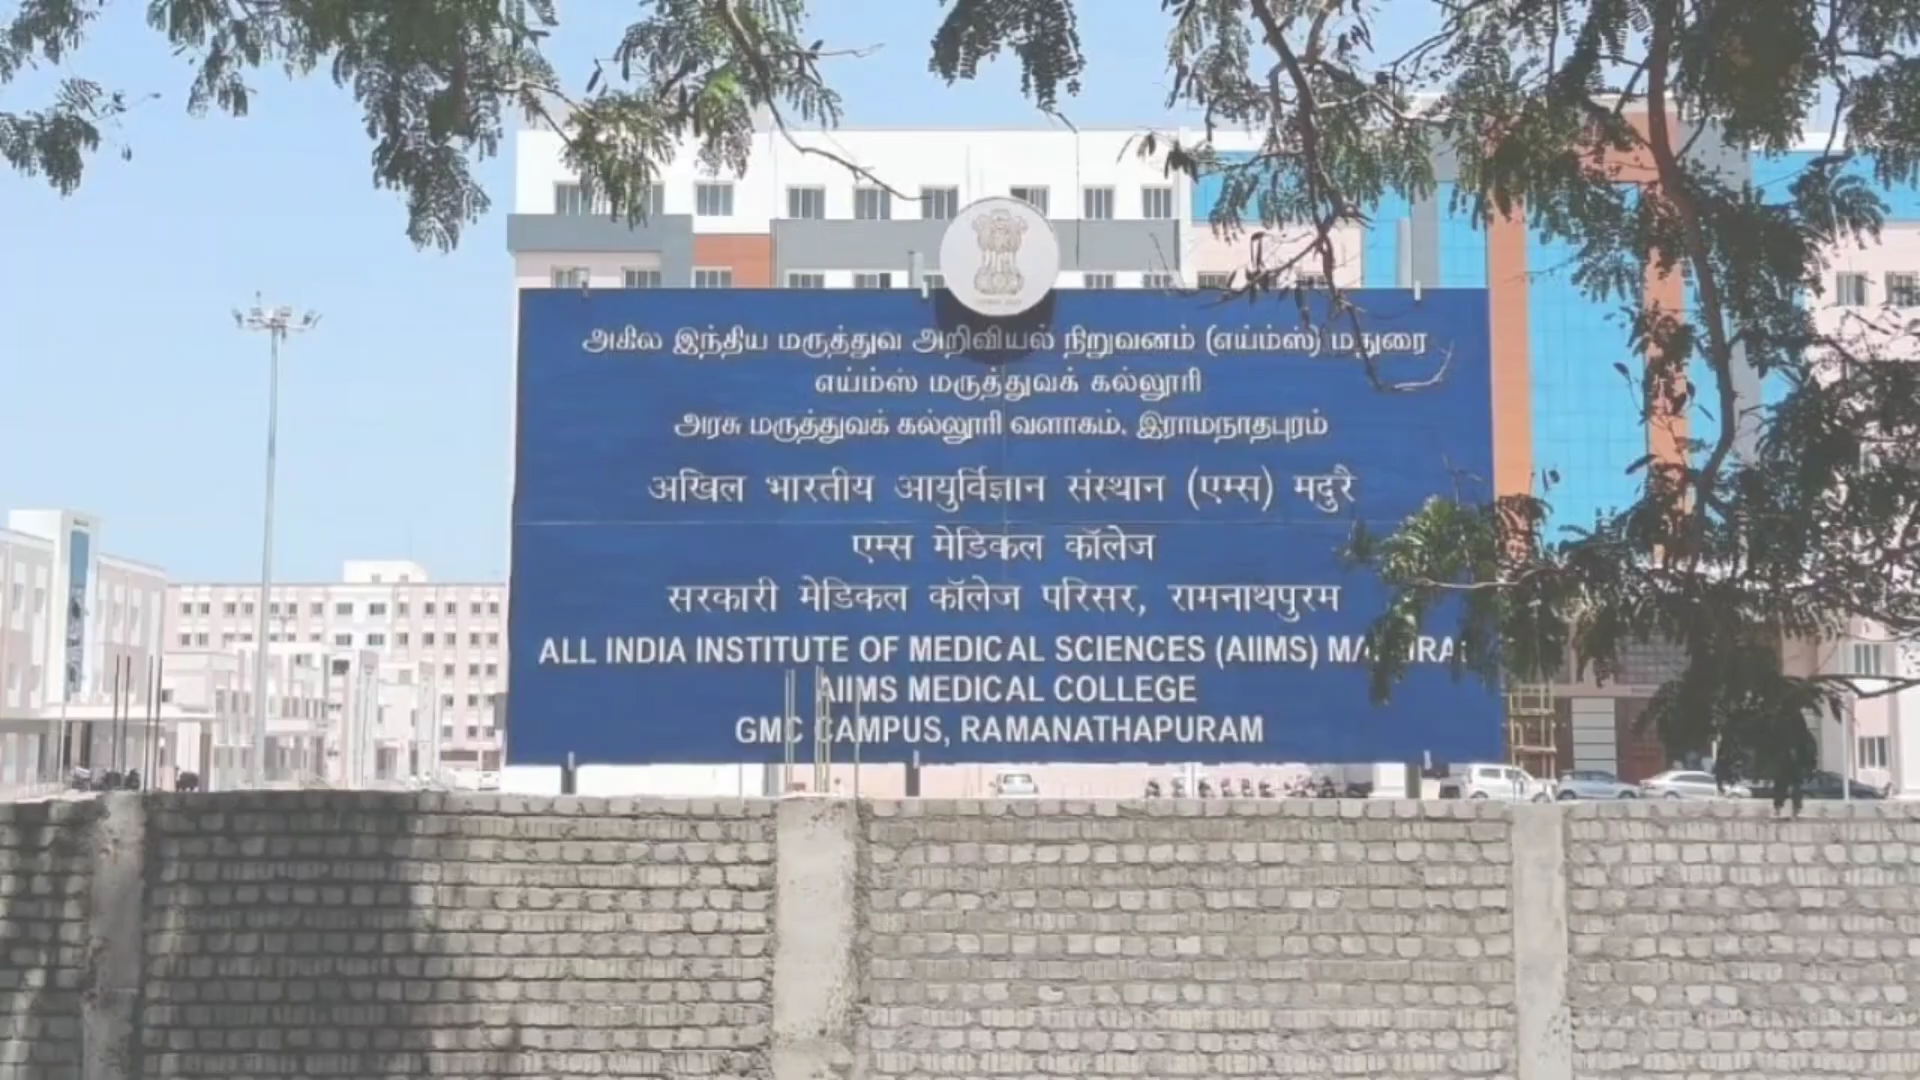 அகில இந்திய மருத்துவ அறிவியல் நிறுவனம் (எய்ம்ஸ்) மதுரை
எய்ம்ஸ் மருத்துவக் கல்லூரி
அரசு மருத்துவக் கல்லூரி வளாகம், இராமநாதபுரம்
अखिल भारतीय आयुर्विज्ञान संस्थान (एम्स) मदुरै
एम्स मेडिकल कॉलेज
सरकारी मेडिकल कॉलेज परिसर, रामनाथपुरम
ALL INDIA INSTITUTE OF MEDICAL SCIENCES (AIIMS) MADURAI
AIIMS MEDICAL COLLEGE
GMC CAMPUS, RAMANATHAPURAM